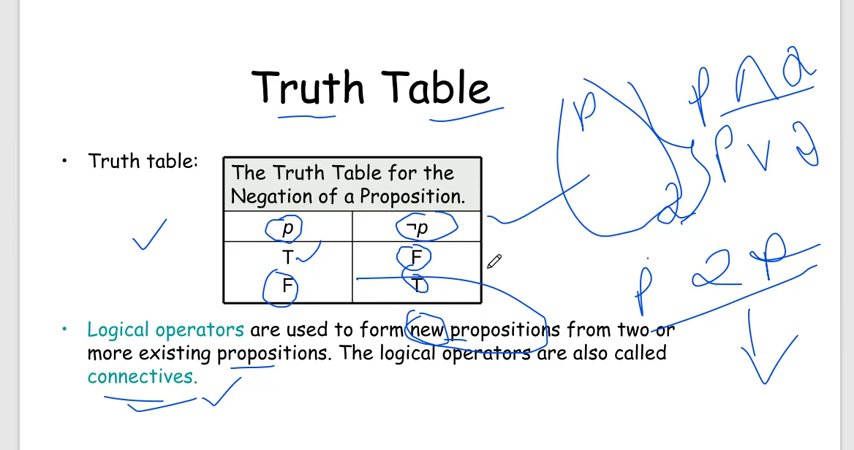 Truth Table
• Truth table:
The Truth Table for the
Negation of a Proposition.
p ¬p
T F
F T
• Logical operators are used to form new propositions from two or
more existing propositions. The logical operators are also called
connectives.
p
p ∧
p ∨
p